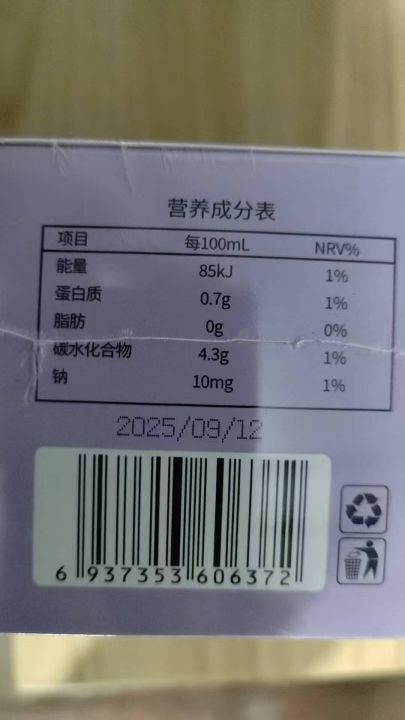 营养成分表
项目 每100mL NRV%
能量 85kJ 1%
蛋白质 0.7g 1%
脂肪 0g 0%
碳水化合物 4.3g 1%
钠 10mg 1%
2025/09/12
6 937353 606372